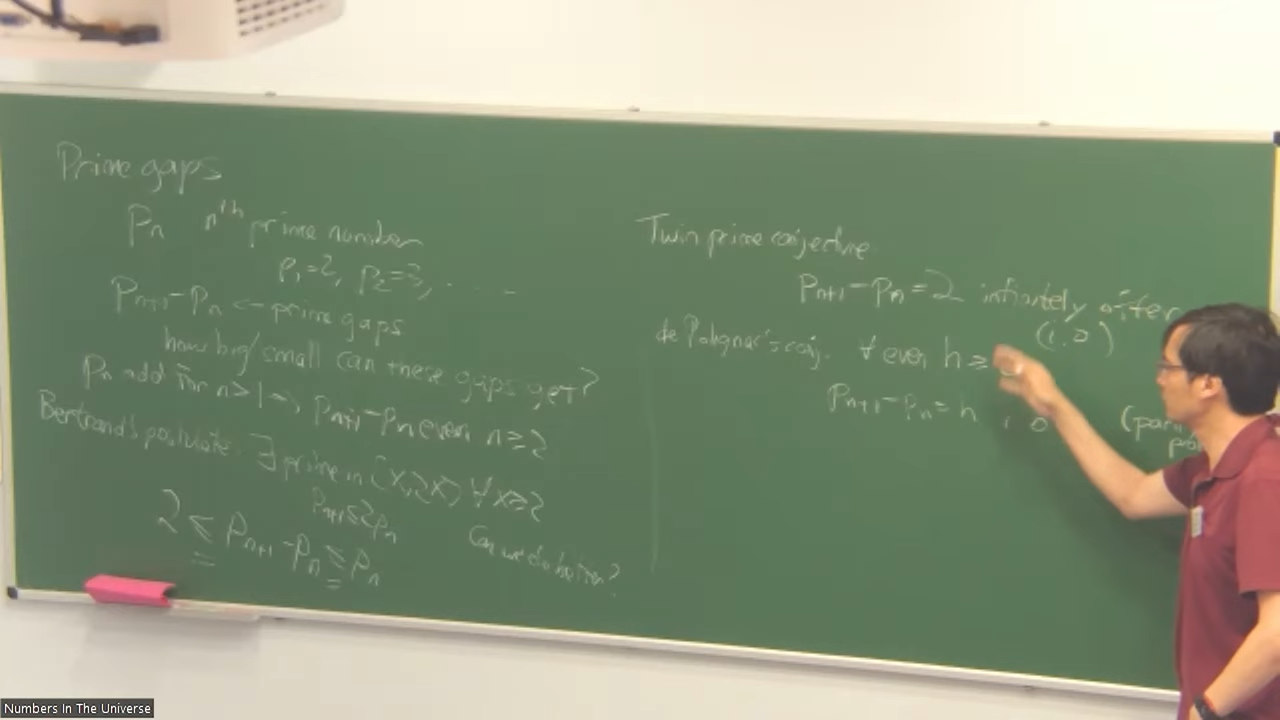 Prime gaps
pₙ nᵗʰ prime number
p₁=2, p₂=3, .....
pₙ₊₁-pₙ ← prime gaps
how big/small can these gaps get?
pₙ odd for n>1 ⇒ pₙ₊₁-pₙ even n≥2
Bertrand's postulate: ∃ prime in [x,2x) ∀x≥2
pₙ₊₁≤2pₙ
2 ≤ pₙ₊₁-pₙ ≤ pₙ
Can we do better?
Twin prime conjecture
pₙ₊₁-pₙ=2 infinitely often
(i.o)
de Polignac's conj. ∀ even h≥
pₙ₊₁-pₙ=h i o
Numbers In The Universe